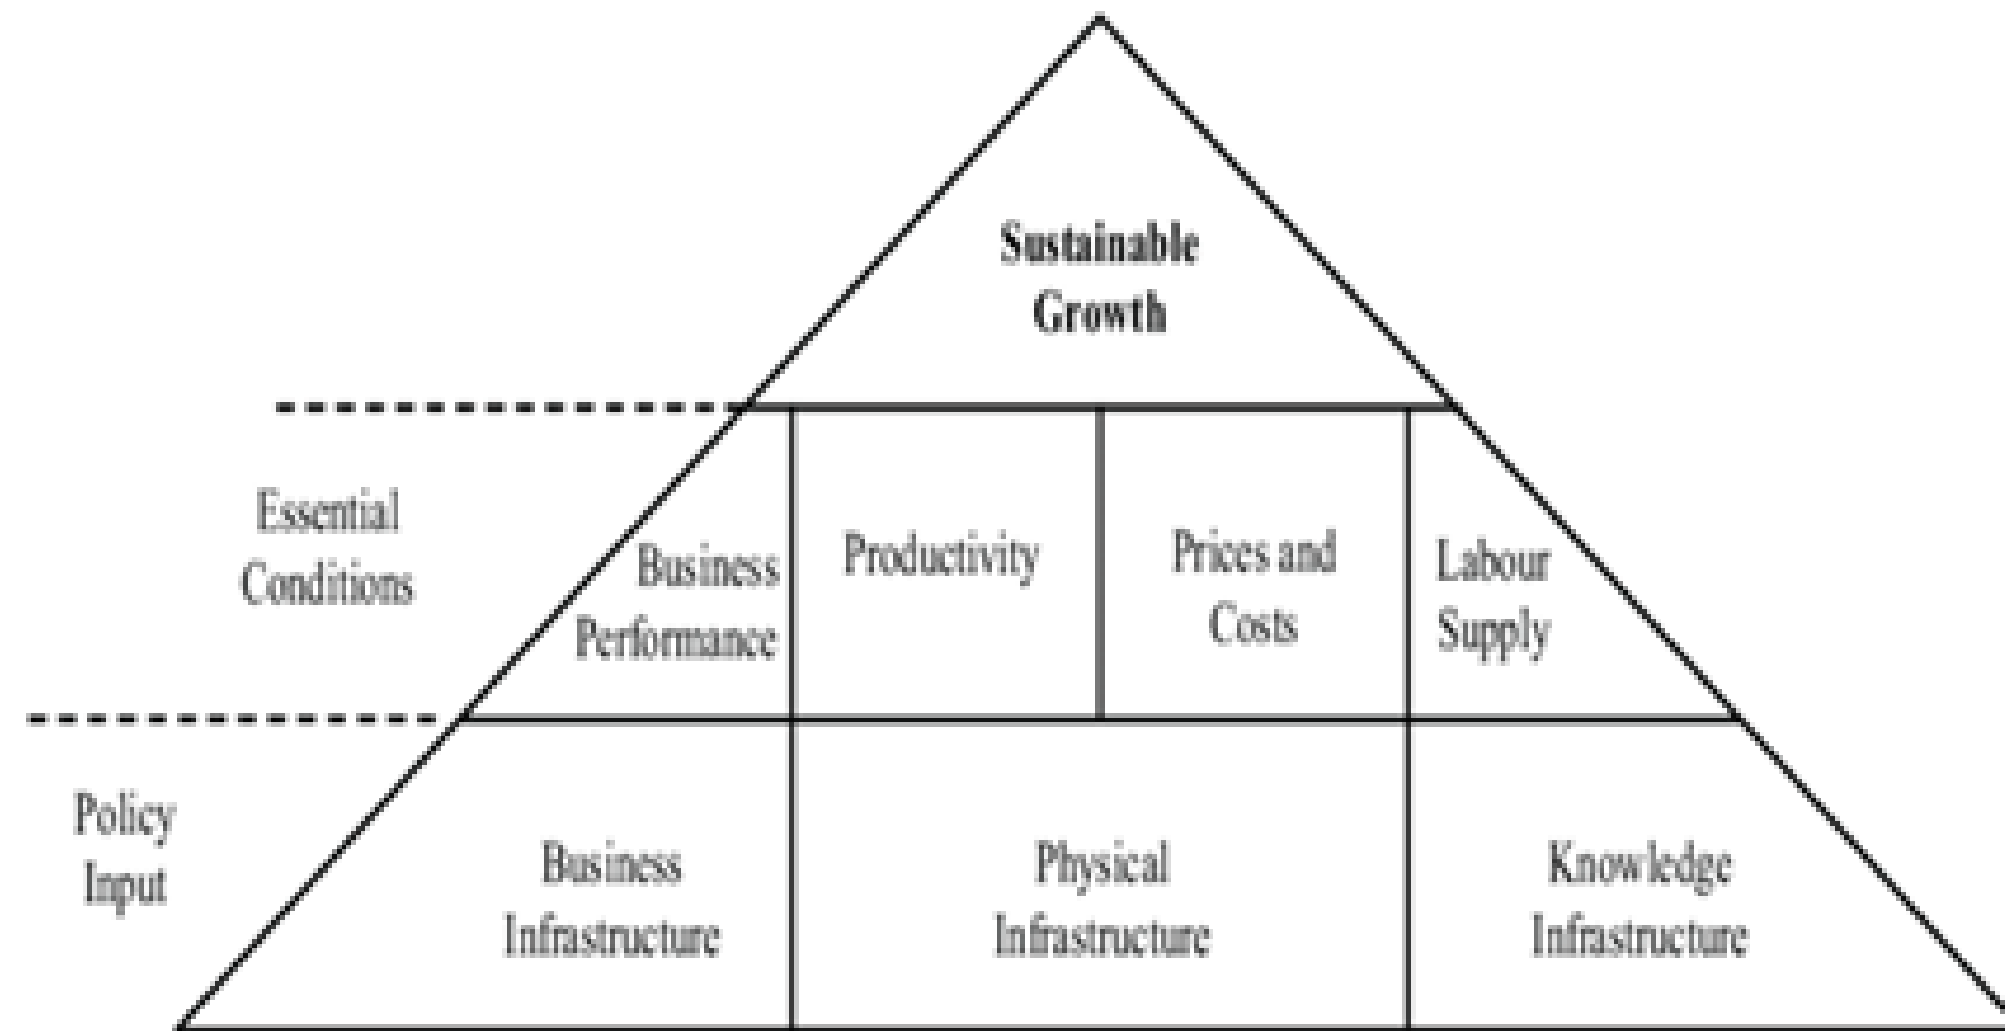 Sustainable
Growth
Essential
Conditions
Business
Performance
Productivity
Prices and
Costs
Labour
Supply
Policy
Input
Business
Infrastructure
Physical
Infrastructure
Knowledge
Infrastructure